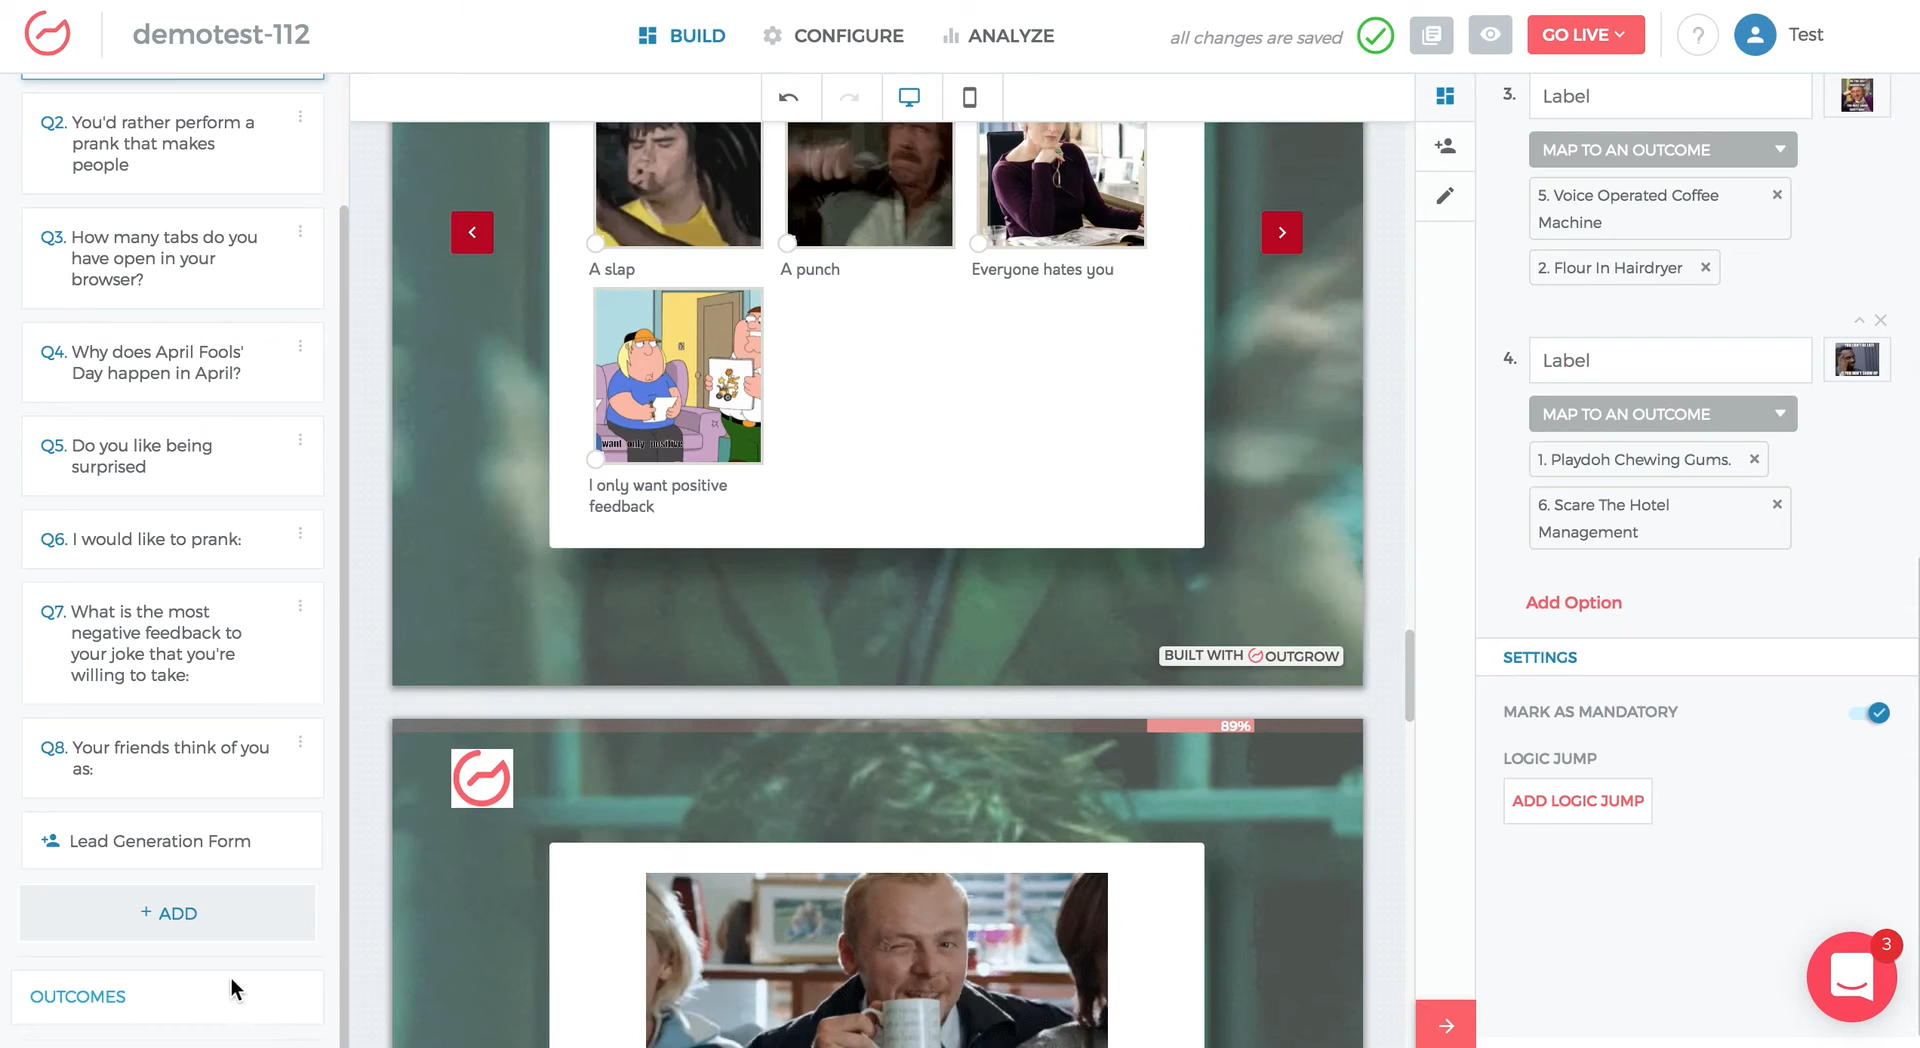 demotest-112
BUILD
CONFIGURE
ANALYZE
all changes are saved
GO LIVE
?
Test
Q2. You'd rather perform a
prank that makes
people
Q3. How many tabs do you
have open in your
browser?
Q4. Why does April Fools'
Day happen in April?
Q5. Do you like being
surprised
Q6. I would like to prank:
Q7. What is the most
negative feedback to
your joke that you're
willing to take:
Q8. Your friends think of you
as:
Lead Generation Form
+ ADD
OUTCOMES
A slap
A punch
Everyone hates you
want only positive
I only want positive
feedback
BUILT WITH OUTGROW
89%
3.
Label
MAP TO AN OUTCOME
5. Voice Operated Coffee
Machine
2. Flour In Hairdryer
4.
Label
MAP TO AN OUTCOME
1. Playdoh Chewing Gums.
6. Scare The Hotel
Management
Add Option
SETTINGS
MARK AS MANDATORY
LOGIC JUMP
ADD LOGIC JUMP
3